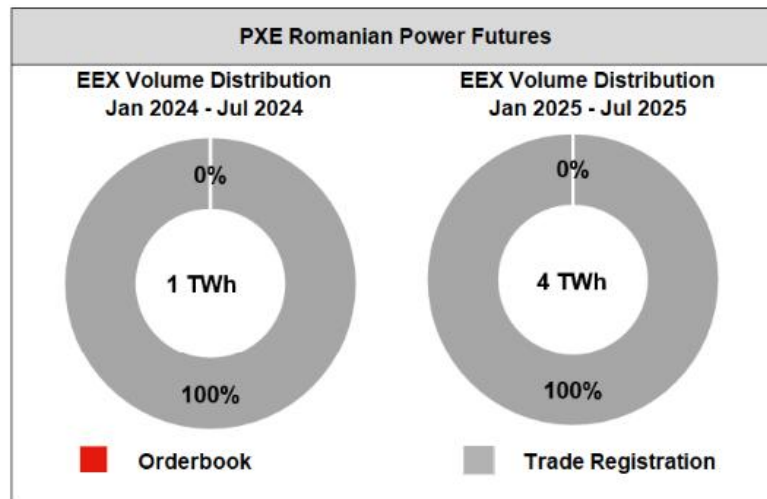 PXE Romanian Power Futures
EEX Volume Distribution
Jan 2024 - Jul 2024
0%
1 TWh
100%
EEX Volume Distribution
Jan 2025 - Jul 2025
0%
4 TWh
100%
Orderbook
Trade Registration